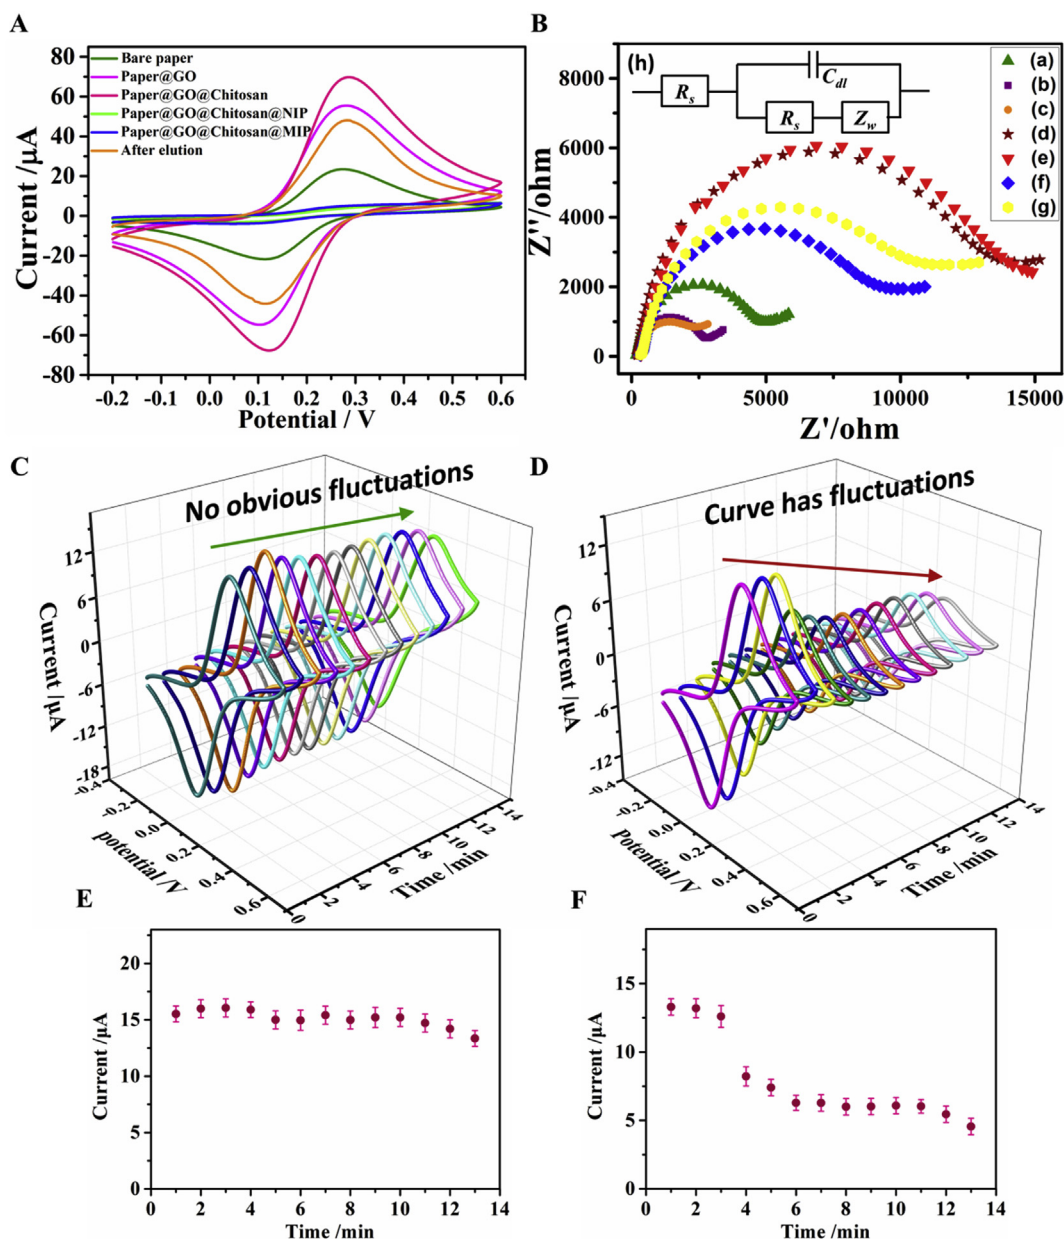 A
Current /µA
80
60
40
20
0
-20
-40
-60
-80
Bare paper
Paper@GO
Paper@GO@Chitosan
Paper@GO@Chitosan@NIP
Paper@GO@Chitosan@MIP
After elution
-0.2 -0.1 0.0 0.1 0.2 0.3 0.4 0.5 0.6
Potential / V
B
Z''/ohm
8000
6000
4000
2000
0
(h)
Rs
Cdl
Rs
Zw
(a)
(b)
(c)
(d)
(e)
(f)
(g)
0 5000 10000 15000
Z'/ohm
C
No obvious fluctuations
Current /µA
12
6
0
-6
-12
-18
-0.4 -0.2 0.0 0.2 0.4 0.6
potential /V
0 2 4 6 8 10 12 14
Time /min
D
Curve has fluctuations
Current /µA
12
6
0
-6
-12
-0.4 -0.2 0.0 0.2 0.4 0.6
potential /V
0 2 4 6 8 10 12 14
Time /min
E
Current /µA
20
15
10
5
0
0 2 4 6 8 10 12 14
Time /min
F
Current /µA
15
10
5
0
0 2 4 6 8 10 12 14
Time /min